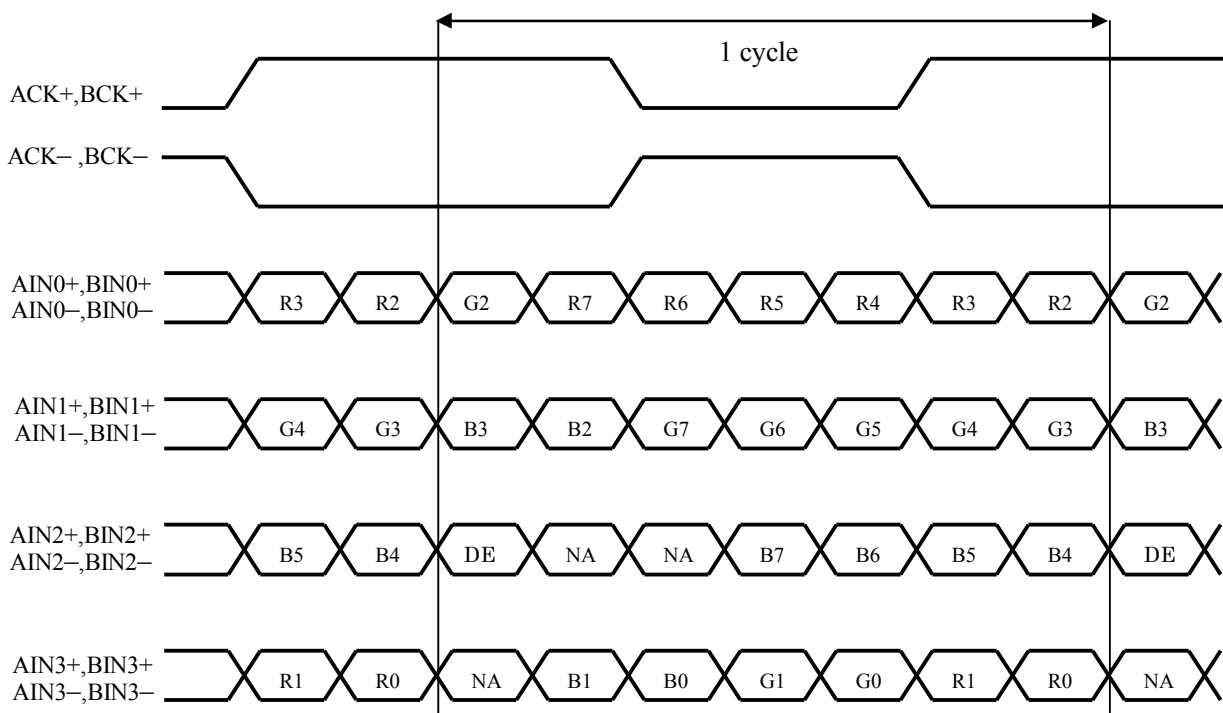 1 cycle
ACK+,BCK+
ACK− ,BCK−
AIN0+,BIN0+
AIN0−,BIN0−
R3 R2 G2 R7 R6 R5 R4 R3 R2 G2
AIN1+,BIN1+
AIN1−,BIN1−
G4 G3 B3 B2 G7 G6 G5 G4 G3 B3
AIN2+,BIN2+
AIN2−,BIN2−
B5 B4 DE NA NA B7 B6 B5 B4 DE
AIN3+,BIN3+
AIN3−,BIN3−
R1 R0 NA B1 B0 G1 G0 R1 R0 NA